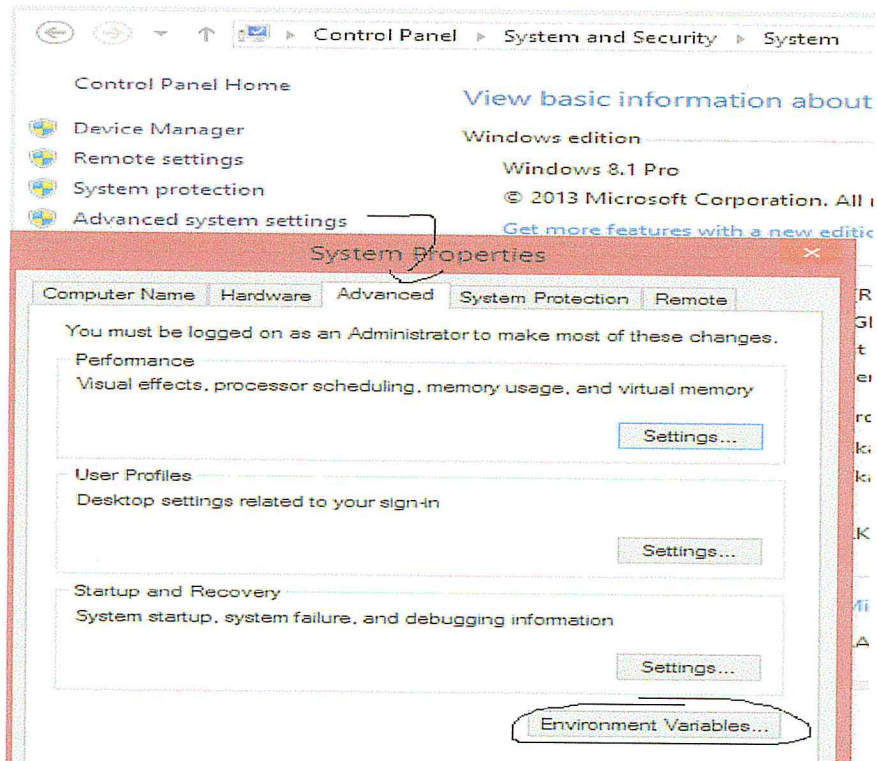 Control Panel System and Security System
Control Panel Home
Device Manager
Remote settings
System protection
Advanced system settings
View basic information about
Windows edition
Windows 8.1 Pro
© 2013 Microsoft Corporation. All
Get more features with a new
System Properties
Computer Name Hardware Advanced System Protection Remote
You must be logged on as an Administrator to make most of these changes.
Performance
Visual effects, processor scheduling, memory usage, and virtual memory
Settings...
User Profiles
Desktop settings related to your sign-in
Settings...
Startup and Recovery
System startup, system failure, and debugging information
Settings...
Environment Variables...